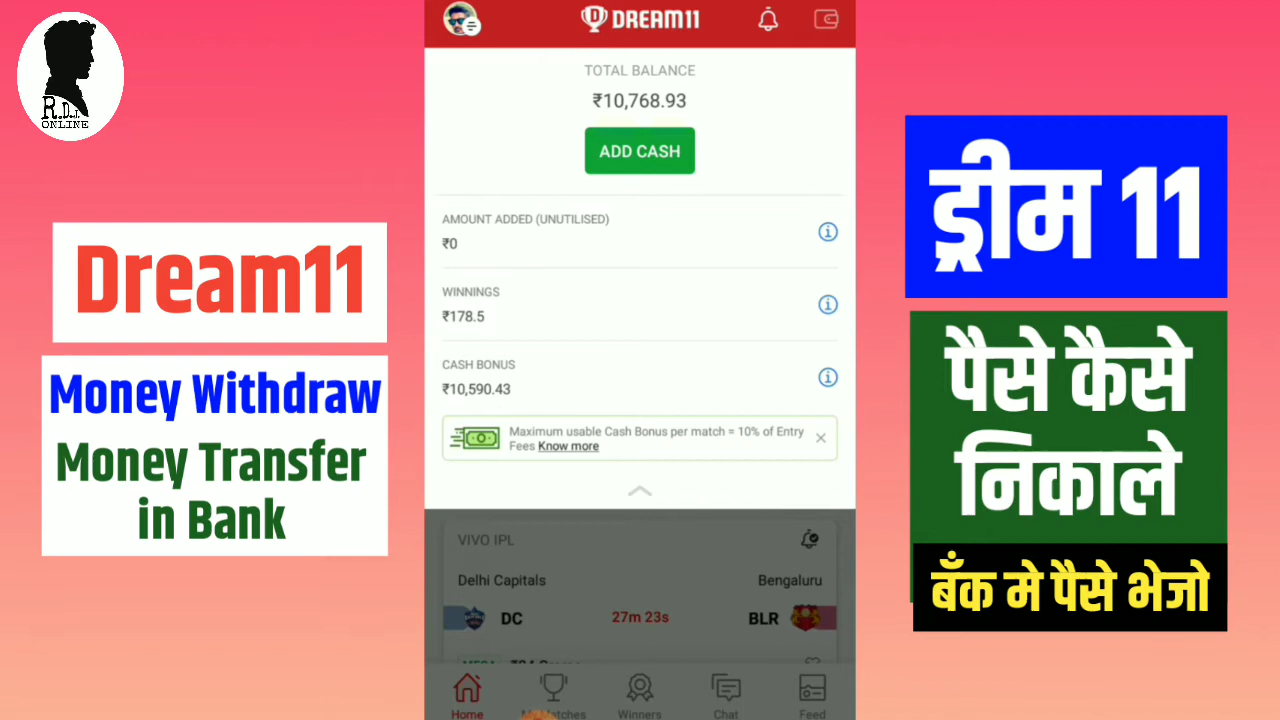 R.D.J.
ONLINE
Dream11
Money Withdraw
Money Transfer
in Bank
DREAM11
TOTAL BALANCE
₹10,768.93
ADD CASH
AMOUNT ADDED (UNUTILISED)
₹0
WINNINGS
₹178.5
CASH BONUS
₹10,590.43
Maximum usable Cash Bonus per match = 10% of Entry
Fees Know more
VIVO IPL
Delhi Capitals Bengaluru
DC 27m 23s BLR
Home Winners Chat Feed
ड्रीम 11
पैसे कैसे
निकाले
बँक मे पैसे भेजो